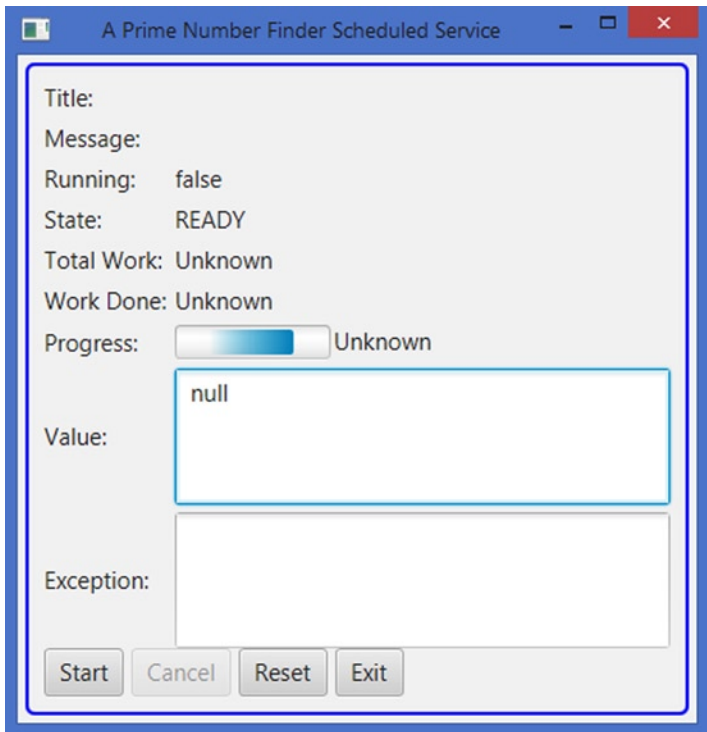 A Prime Number Finder Scheduled Service
Title:
Message:
Running: false
State: READY
Total Work: Unknown
Work Done: Unknown
Progress: Unknown
Value: null
Exception:
Start Cancel Reset Exit